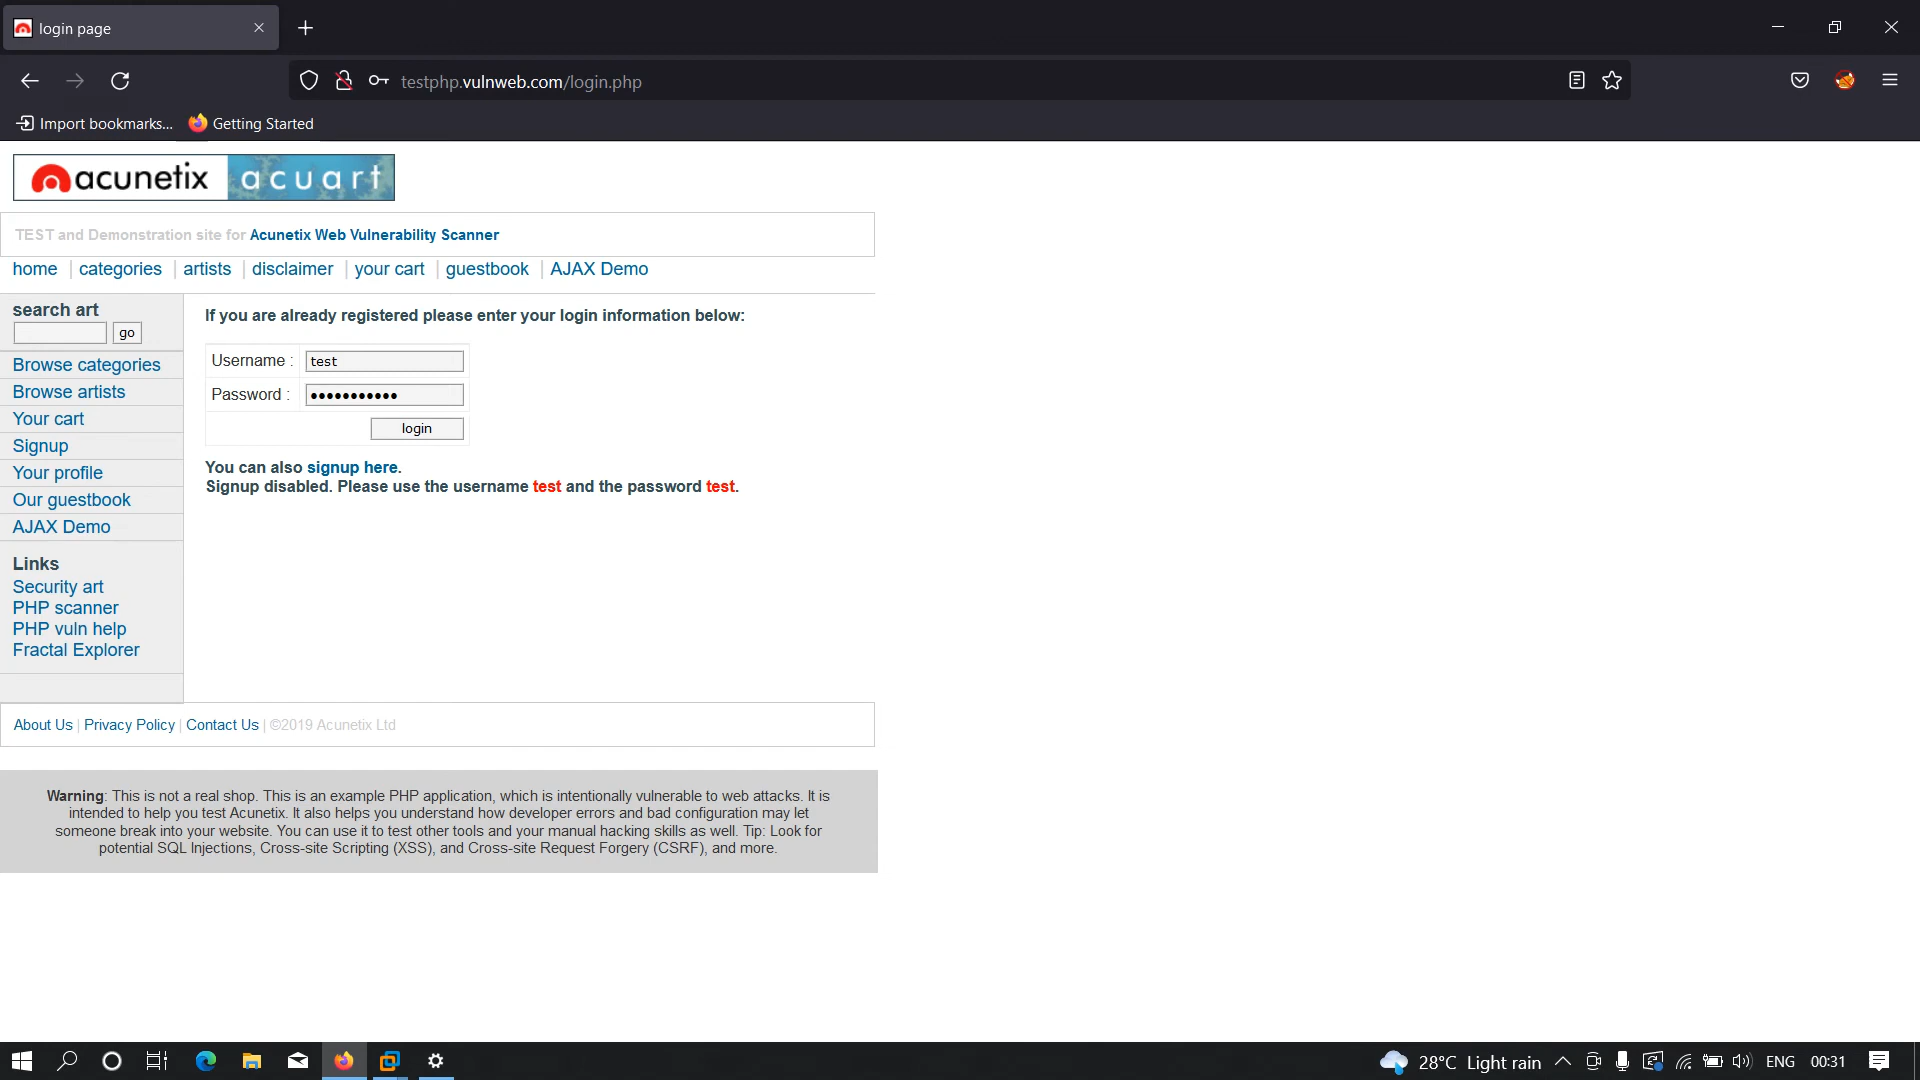 login page
testphp.vulnweb.com/login.php
Import bookmarks... Getting Started
acunetix acuart
TEST and Demonstration site for Acunetix Web Vulnerability Scanner
home | categories | artists | disclaimer | your cart | guestbook | AJAX Demo
search art
go
Browse categories
Browse artists
Your cart
Signup
Your profile
Our guestbook
AJAX Demo
Links
Security art
PHP scanner
PHP vuln help
Fractal Explorer
If you are already registered please enter your login information below:
Username : test
Password : •••••••••••
login
You can also signup here.
Signup disabled. Please use the username test and the password test.
About Us | Privacy Policy | Contact Us | ©2019 Acunetix Ltd
Warning: This is not a real shop. This is an example PHP application, which is intentionally vulnerable to web attacks. It is
intended to help you test Acunetix. It also helps you understand how developer errors and bad configuration may let
someone break into your website. You can use it to test other tools and your manual hacking skills as well. Tip: Look for
potential SQL Injections, Cross-site Scripting (XSS), and Cross-site Request Forgery (CSRF), and more.
28°C Light rain ENG 00:31